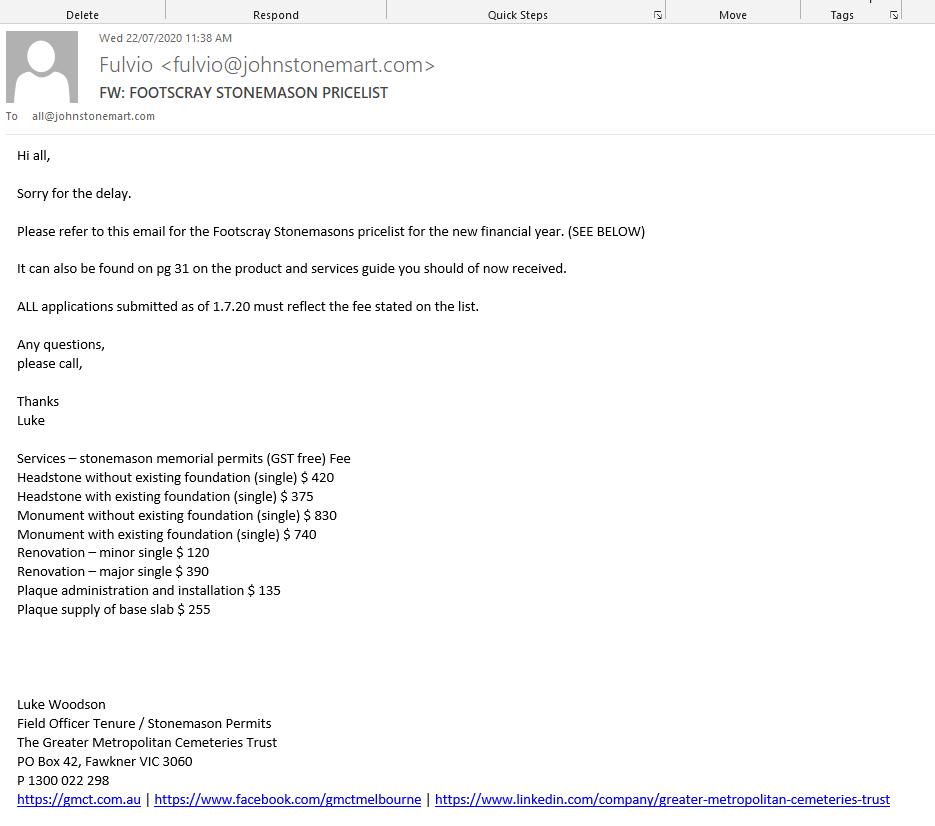 Delete Respond Quick Steps Move Tags
Wed 22/07/2020 11:38 AM
Fulvio <fulvio@johnstonemart.com>
FW: FOOTSCRAY STONEMASON PRICELIST
To all@johnstonemart.com
Hi all,
Sorry for the delay.
Please refer to this email for the Footscray Stonemasons pricelist for the new financial year. (SEE BELOW)
It can also be found on pg 31 on the product and services guide you should of now received.
ALL applications submitted as of 1.7.20 must reflect the fee stated on the list.
Any questions,
please call,
Thanks
Luke
Services – stonemason memorial permits (GST free) Fee
Headstone without existing foundation (single) $ 420
Headstone with existing foundation (single) $ 375
Monument without existing foundation (single) $ 830
Monument with existing foundation (single) $ 740
Renovation – minor single $ 120
Renovation – major single $ 390
Plaque administration and installation $ 135
Plaque supply of base slab $ 255
Luke Woodson
Field Officer Tenure / Stonemason Permits
The Greater Metropolitan Cemeteries Trust
PO Box 42, Fawkner VIC 3060
P 1300 022 298
https://gmct.com.au | https://www.facebook.com/gmctmelbourne | https://www.linkedin.com/company/greater-metropolitan-cemeteries-trust